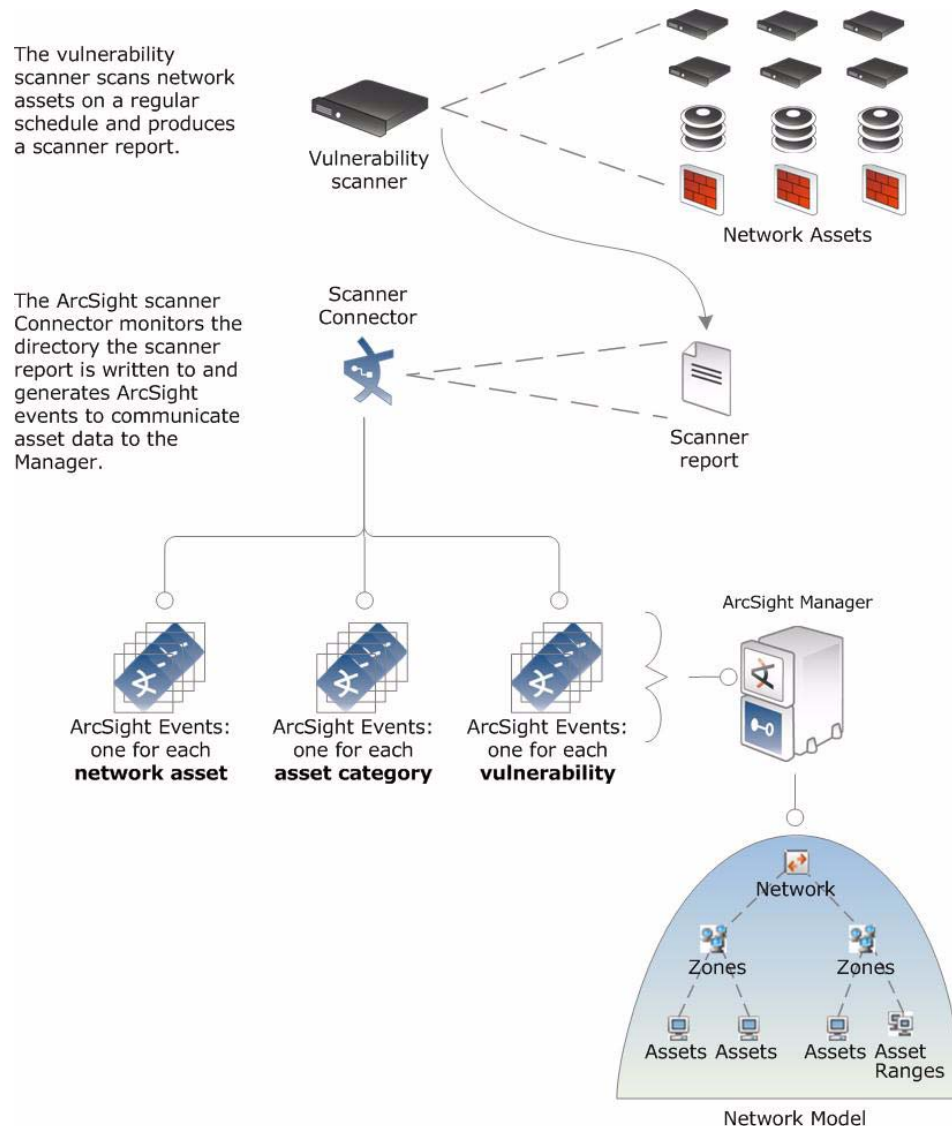 The vulnerability
scanner scans network
assets on a regular
schedule and produces
a scanner report.
Vulnerability
scanner
Network Assets
The ArcSight scanner
Connector monitors the
directory the scanner
report is written to and
generates ArcSight
events to communicate
asset data to the
Manager.
Scanner
Connector
Scanner
report
ArcSight Events:
one for each
network asset
ArcSight Events:
one for each
asset category
ArcSight Events:
one for each
vulnerability
ArcSight Manager
Network
Zones
Zones
Assets
Assets
Assets
Asset
Ranges
Network Model